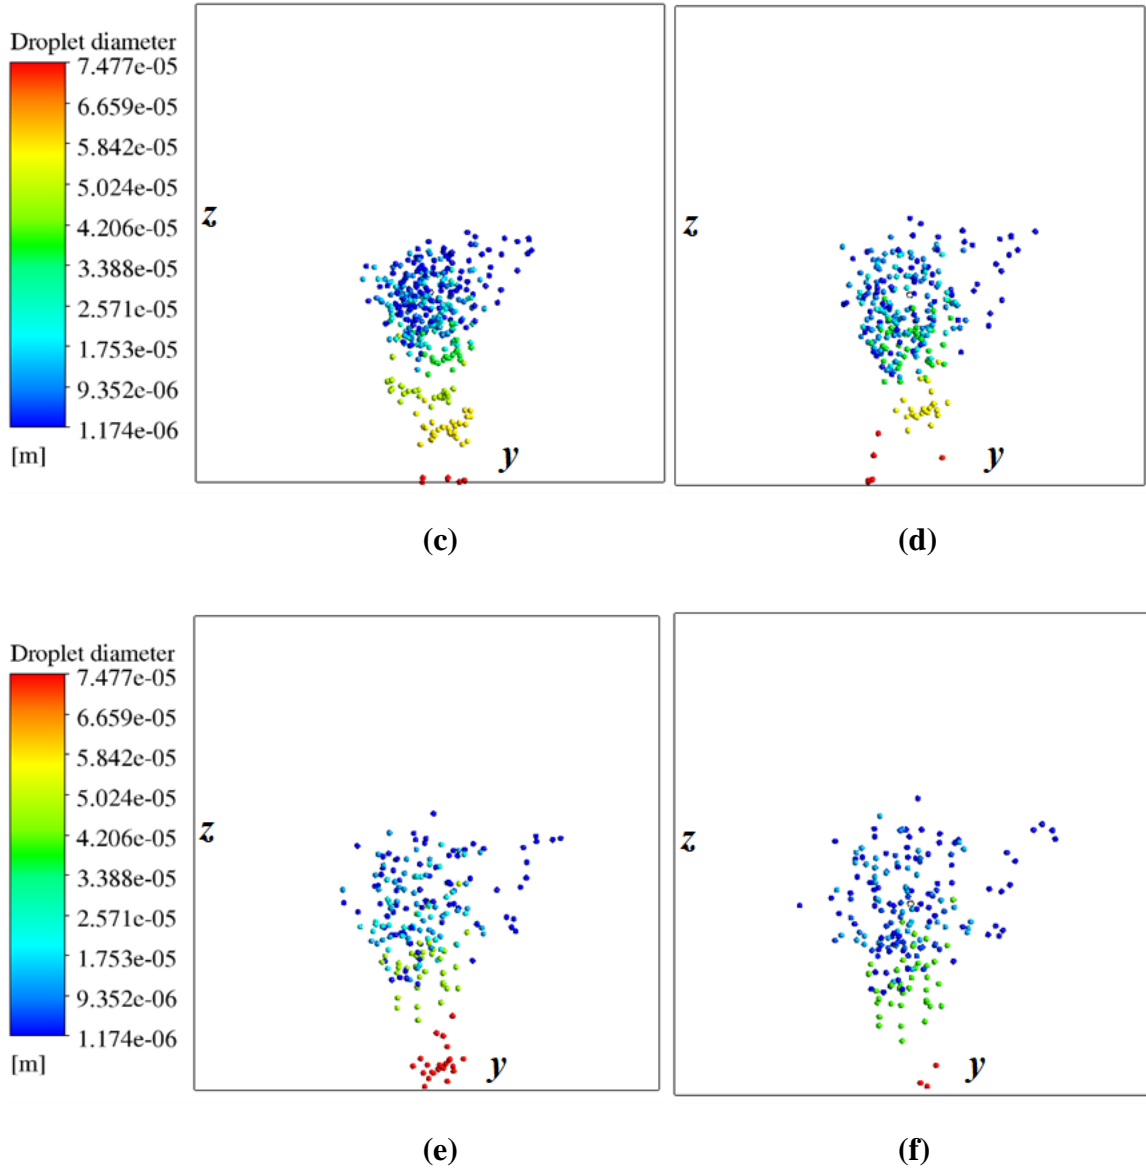 Droplet diameter
7.477e-05
6.659e-05
5.842e-05
5.024e-05
4.206e-05
3.388e-05
2.571e-05
1.753e-05
9.352e-06
1.174e-06
[m]
z
y
z
y
(c)
(d)
Droplet diameter
7.477e-05
6.659e-05
5.842e-05
5.024e-05
4.206e-05
3.388e-05
2.571e-05
1.753e-05
9.352e-06
1.174e-06
[m]
z
y
z
y
(e)
(f)